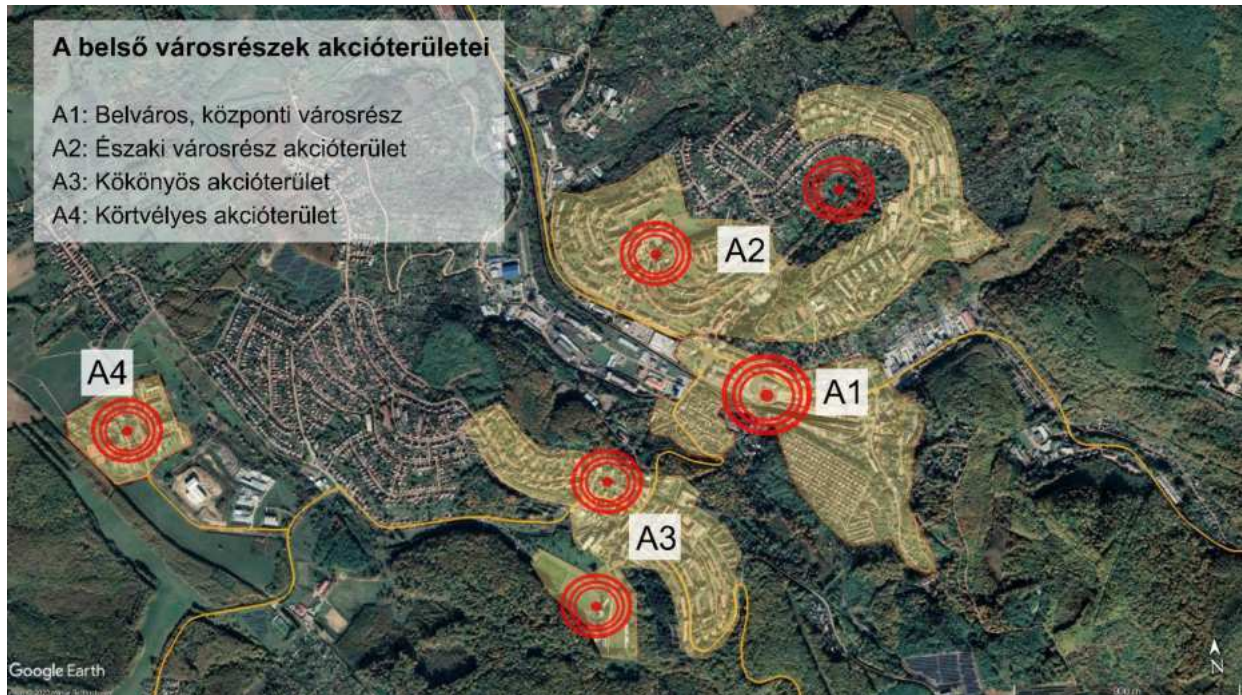 A belső városrészek akcióterületei
A1: Belváros, központi városrész
A2: Északi városrész akcióterület
A3: Kökönyös akcióterület
A4: Körtvélyes akcióterület
A2
A4
A1
A3
Google Earth
N